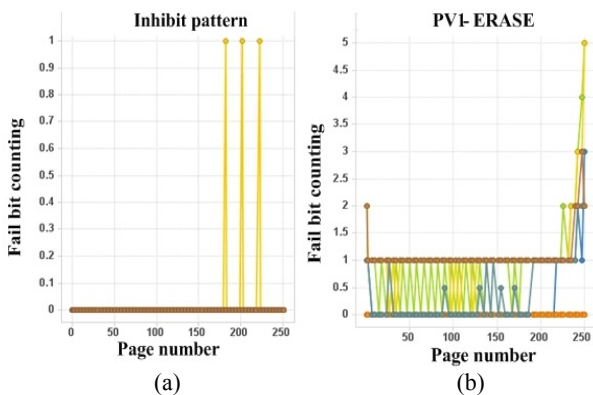 Inhibit pattern
Fail bit counting
1
0.9
0.8
0.7
0.6
0.5
0.4
0.3
0.2
0.1
0
0 50 100 150 200 250
Page number
(a)
PV1- ERASE
Fail bit counting
5
4.5
4
3.5
3
2.5
2
1.5
1
0.5
0
50 100 150 200 250
Page number
(b)